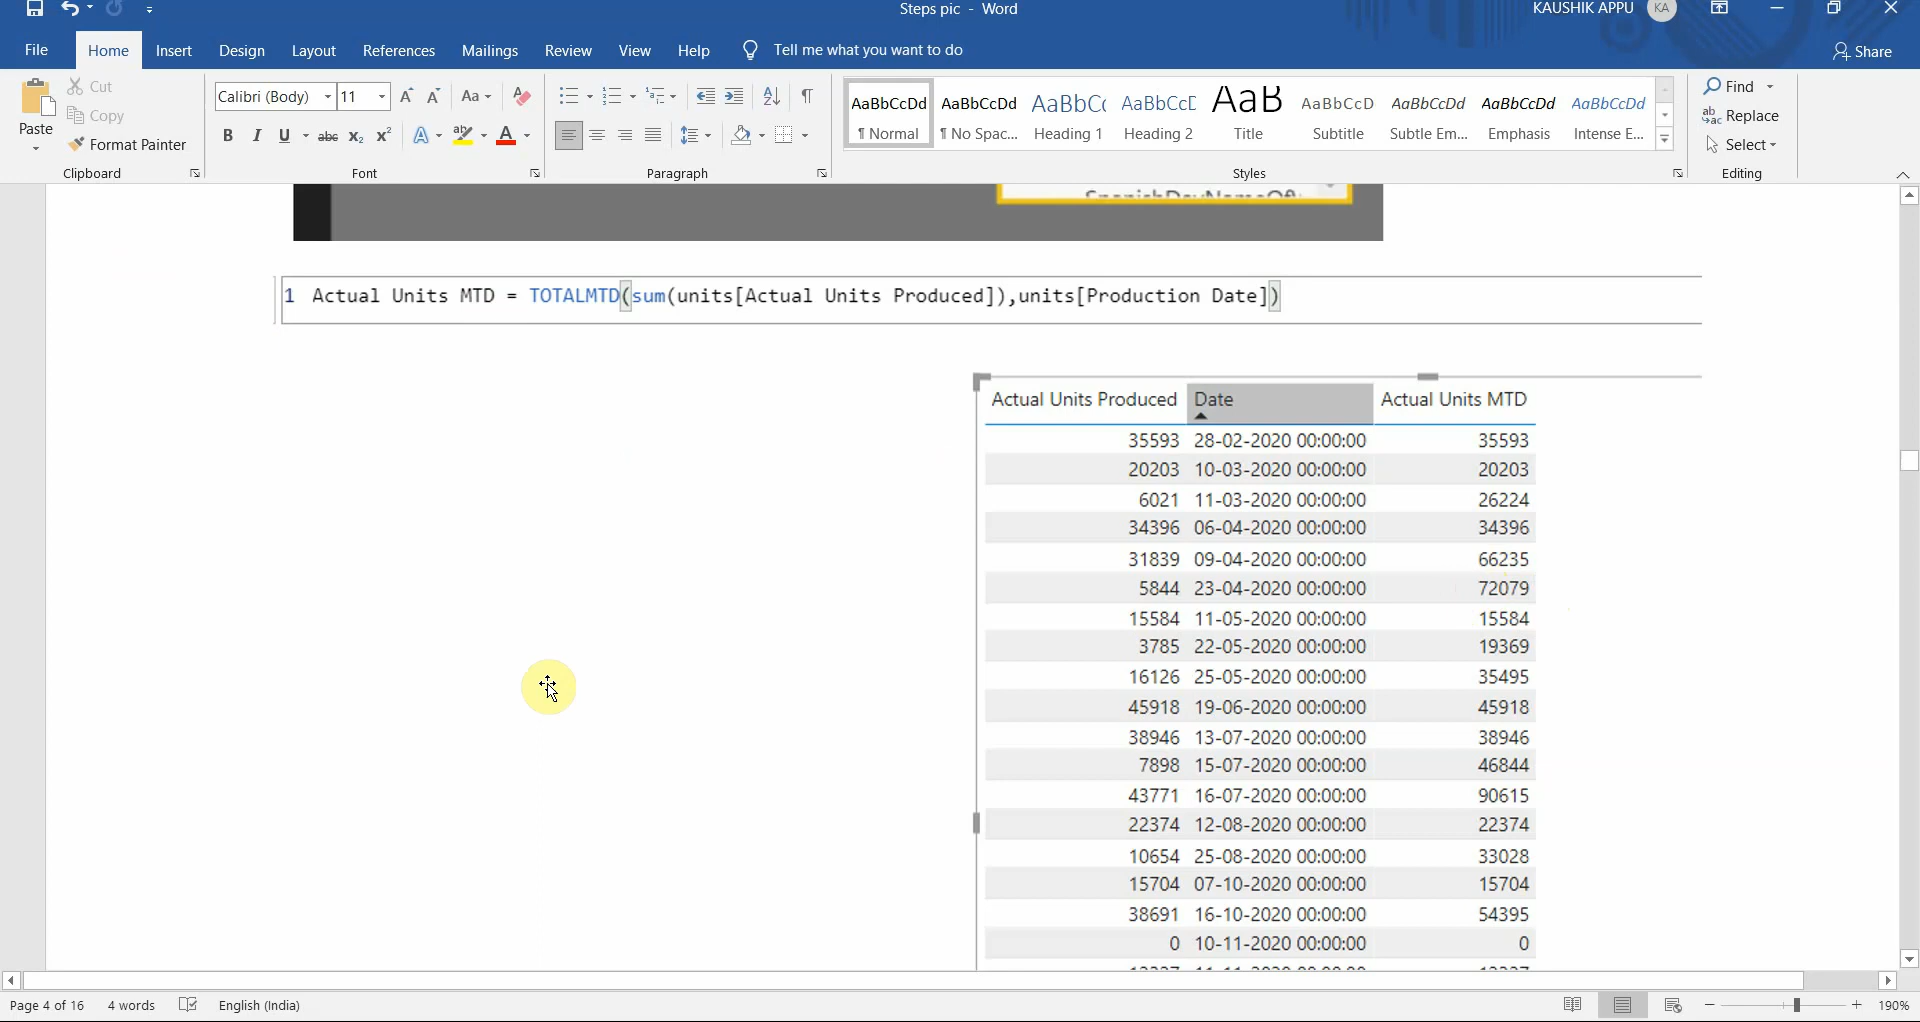 Steps pic - Word
KAUSHIK APPU
KA
File
Home
Insert
Design
Layout
References
Mailings
Review
View
Help
Tell me what you want to do
Share
Paste
Cut
Copy
Format Painter
Clipboard
Calibri (Body)
11
Aa
B I U abc x₂ x²
A
Font
Paragraph
AaBbCcDd
¶ Normal
AaBbCcDd
¶ No Spac...
AaBbCc
Heading 1
AaBbCcE
Heading 2
AaB
Title
AaBbCcD
Subtitle
AaBbCcDd
Subtle Em...
AaBbCcDd
Emphasis
AaBbCcDd
Intense E...
Styles
Find
Replace
Select
Editing
1 Actual Units MTD = TOTALMTD(sum(units[Actual Units Produced]),units[Production Date])
Actual Units Produced Date Actual Units MTD
35593 28-02-2020 00:00:00 35593
20203 10-03-2020 00:00:00 20203
6021 11-03-2020 00:00:00 26224
34396 06-04-2020 00:00:00 34396
31839 09-04-2020 00:00:00 66235
5844 23-04-2020 00:00:00 72079
15584 11-05-2020 00:00:00 15584
3785 22-05-2020 00:00:00 19369
16126 25-05-2020 00:00:00 35495
45918 19-06-2020 00:00:00 45918
38946 13-07-2020 00:00:00 38946
7898 15-07-2020 00:00:00 46844
43771 16-07-2020 00:00:00 90615
22374 12-08-2020 00:00:00 22374
10654 25-08-2020 00:00:00 33028
15704 07-10-2020 00:00:00 15704
38691 16-10-2020 00:00:00 54395
0 10-11-2020 00:00:00 0
Page 4 of 16
4 words
English (India)
190%